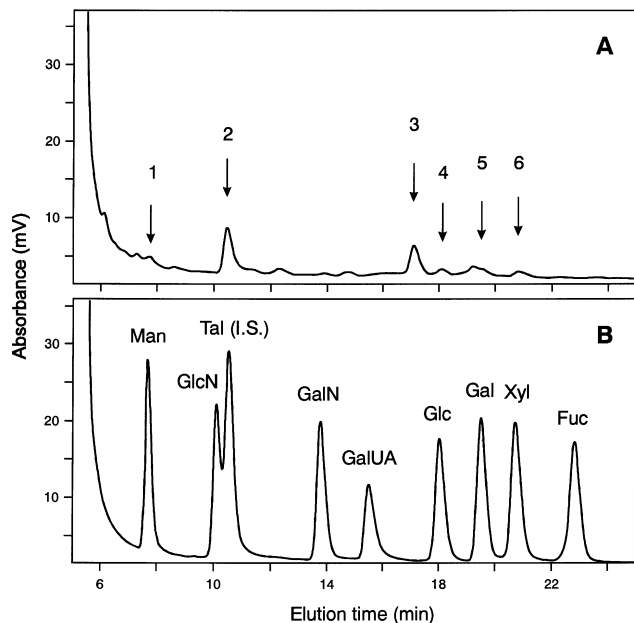 A
30
20
10
1
2
3
4
5
6
Absorbance (mV)
B
30
20
10
Man
GlcN
Tal (I.S.)
GalN
GalUA
Glc
Gal
Xyl
Fuc
6
10
14
18
22
Elution time (min)